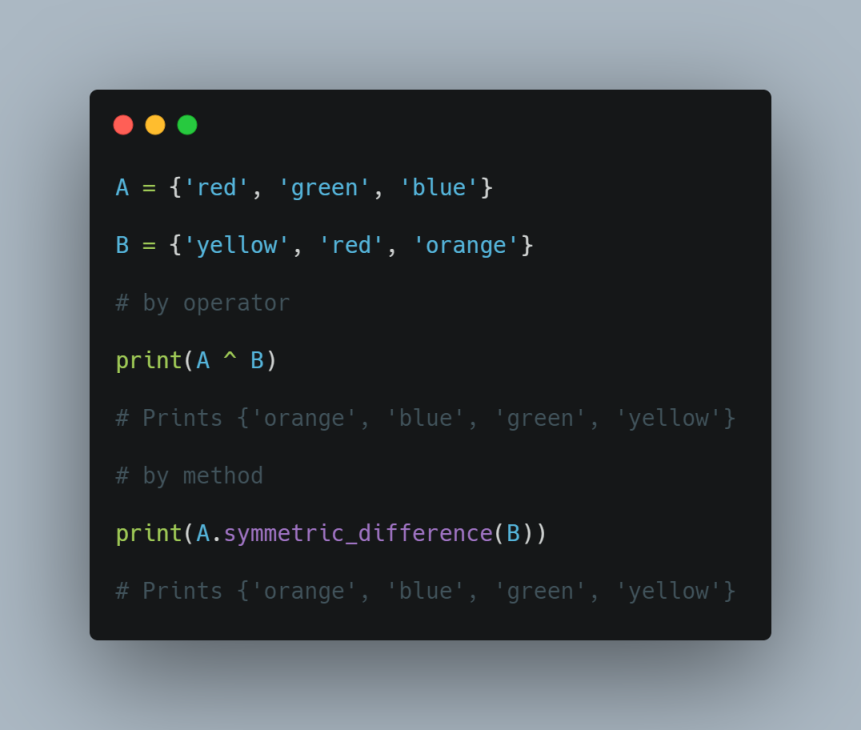 A = {'red', 'green', 'blue'}
B = {'yellow', 'red', 'orange'}
# by operator
print(A ^ B)
# Prints {'orange', 'blue', 'green', 'yellow'}
# by method
print(A.symmetric_difference(B))
# Prints {'orange', 'blue', 'green', 'yellow'}